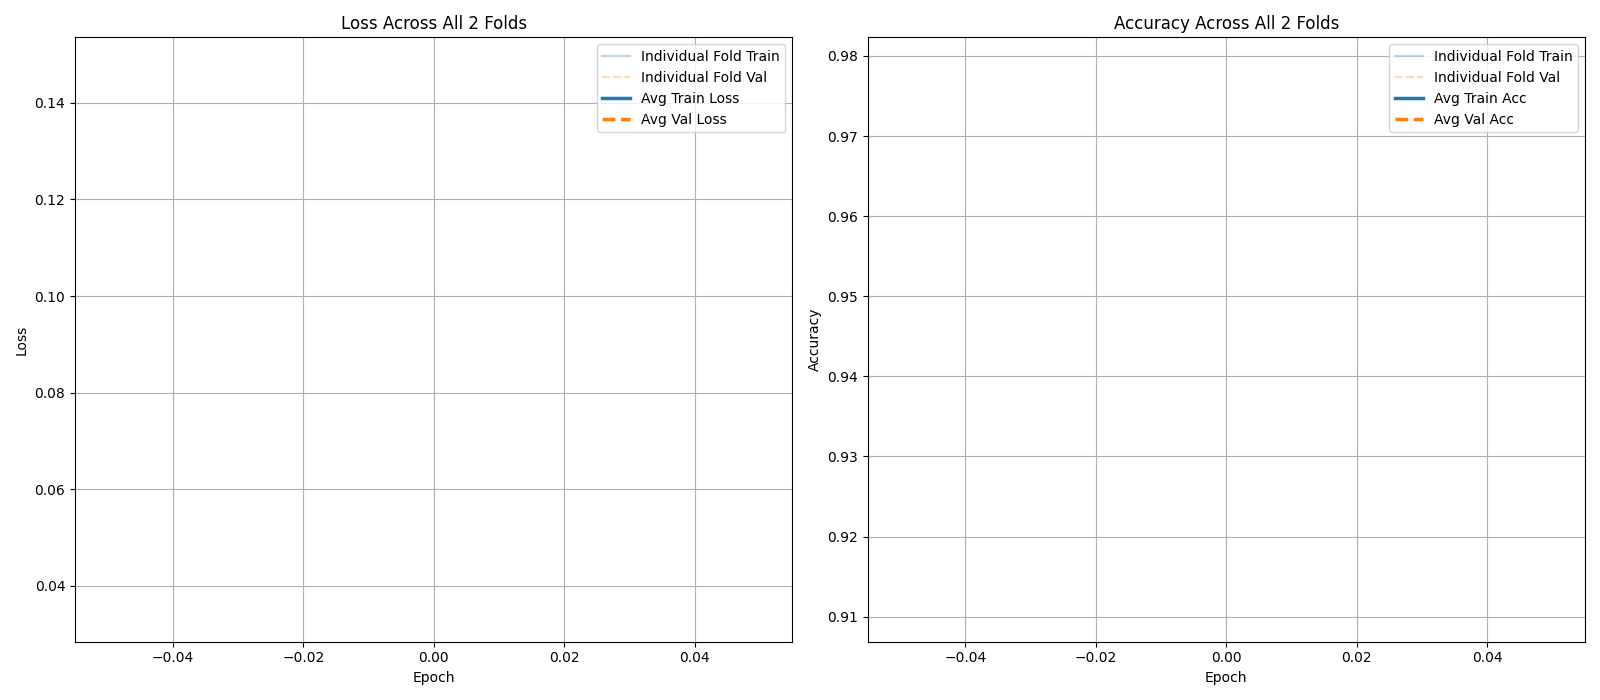 Loss Across All 2 Folds
Individual Fold Train
Individual Fold Val
Avg Train Loss
Avg Val Loss
0.14
0.12
0.10
0.08
0.06
0.04
Loss
−0.04
−0.02
0.00
0.02
0.04
Epoch
Accuracy Across All 2 Folds
Individual Fold Train
Individual Fold Val
Avg Train Acc
Avg Val Acc
0.98
0.97
0.96
0.95
0.94
0.93
0.92
0.91
Accuracy
−0.04
−0.02
0.00
0.02
0.04
Epoch